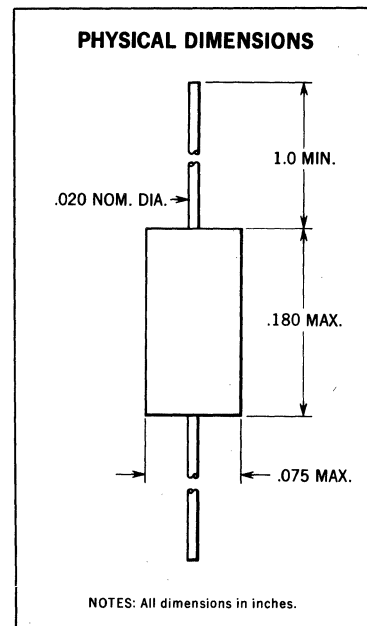 PHYSICAL DIMENSIONS
1.0 MIN.
.020 NOM. DIA.
.180 MAX.
.075 MAX.
NOTES: All dimensions in inches.